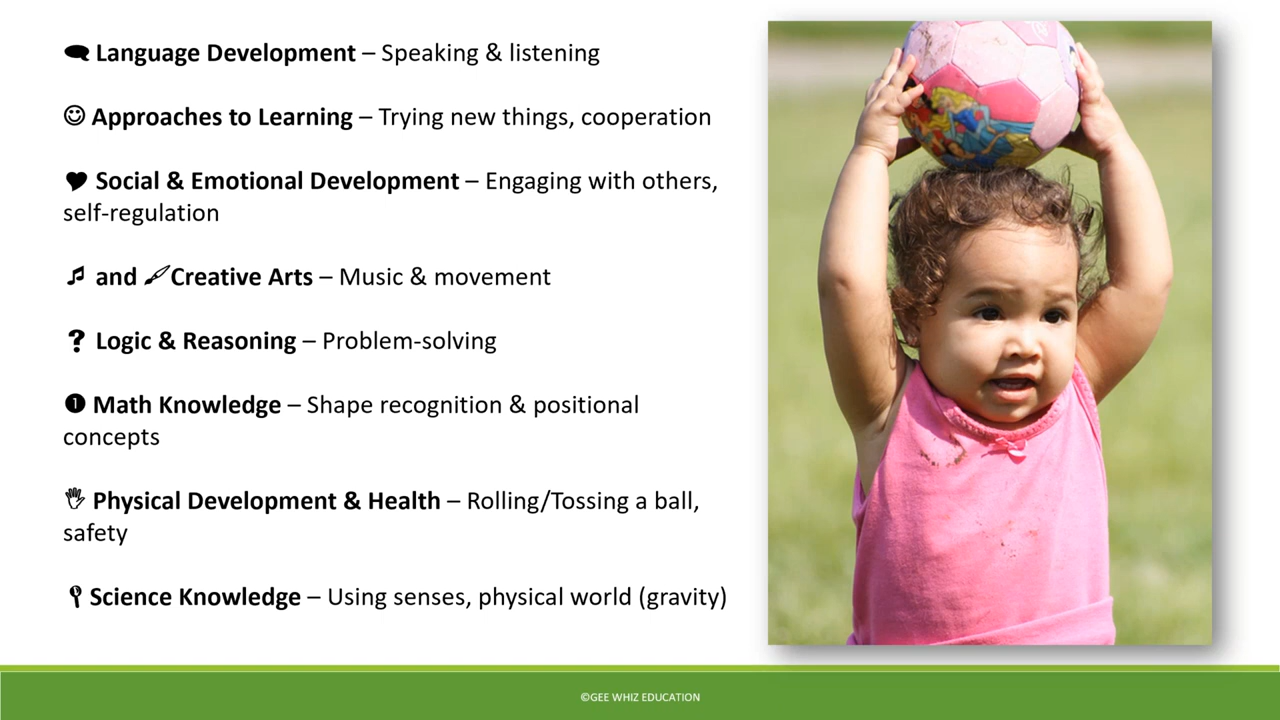 🗨 Language Development – Speaking & listening
☺ Approaches to Learning – Trying new things, cooperation
❤ Social & Emotional Development – Engaging with others,
self-regulation
♫ and 🖌Creative Arts – Music & movement
? Logic & Reasoning – Problem-solving
❶ Math Knowledge – Shape recognition & positional
concepts
🖑 Physical Development & Health – Rolling/Tossing a ball,
safety
Science Knowledge – Using senses, physical world (gravity)
©GEE WHIZ EDUCATION